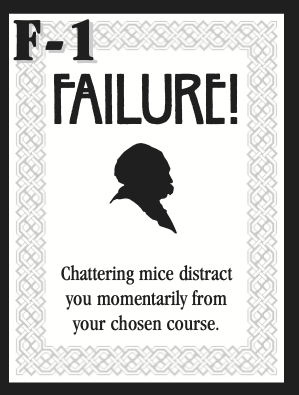 F-1
FAILURE!
Chattering mice distract
you momentarily from
your chosen course.